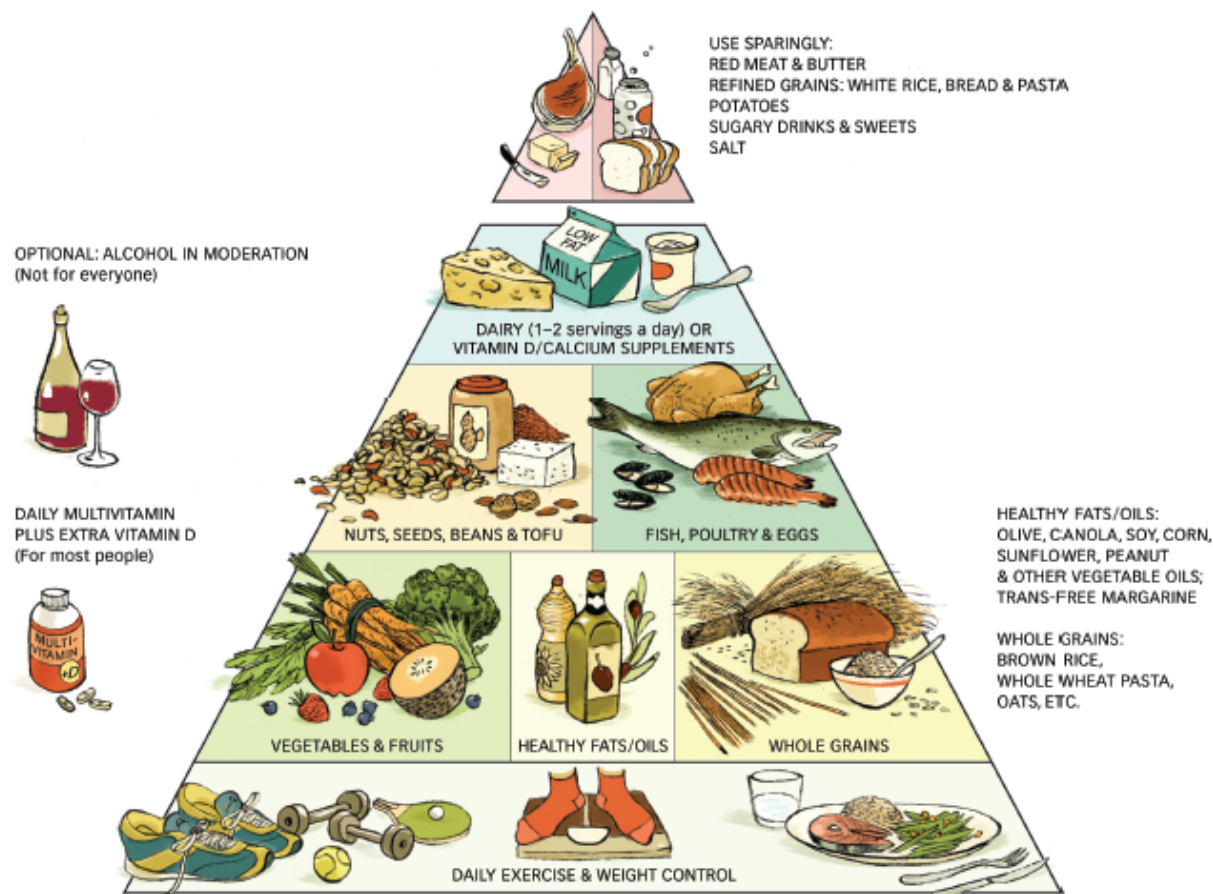 USE SPARINGLY:
RED MEAT & BUTTER
REFINED GRAINS: WHITE RICE, BREAD & PASTA
POTATOES
SUGARY DRINKS & SWEETS
SALT
OPTIONAL: ALCOHOL IN MODERATION
(Not for everyone)
LOW
FAT
MILK
DAIRY (1–2 servings a day) OR
VITAMIN D/CALCIUM SUPPLEMENTS
NUTS, SEEDS, BEANS & TOFU
FISH, POULTRY & EGGS
DAILY MULTIVITAMIN
PLUS EXTRA VITAMIN D
(For most people)
MULTI-
VITAMIN
+D
HEALTHY FATS/OILS:
OLIVE, CANOLA, SOY, CORN,
SUNFLOWER, PEANUT
& OTHER VEGETABLE OILS;
TRANS-FREE MARGARINE
WHOLE GRAINS:
BROWN RICE,
WHOLE WHEAT PASTA,
OATS, ETC.
VEGETABLES & FRUITS
HEALTHY FATS/OILS
WHOLE GRAINS
DAILY EXERCISE & WEIGHT CONTROL